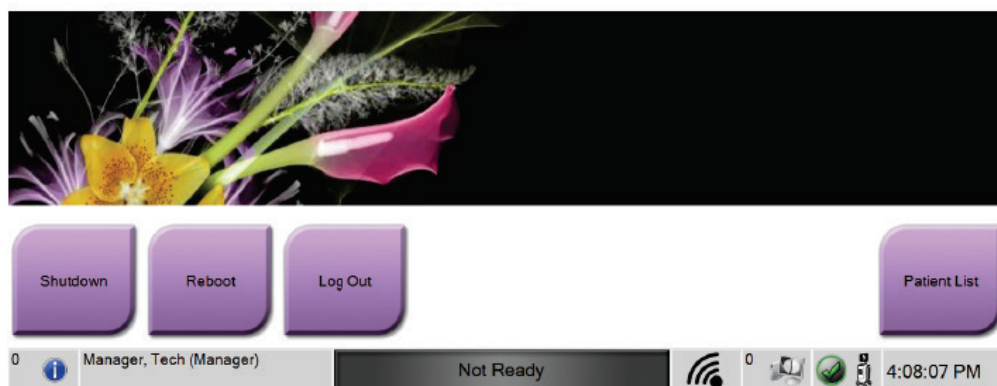 Shutdown
Reboot
Log Out
Patient List
0
Manager, Tech (Manager)
Not Ready
0
4:08:07 PM